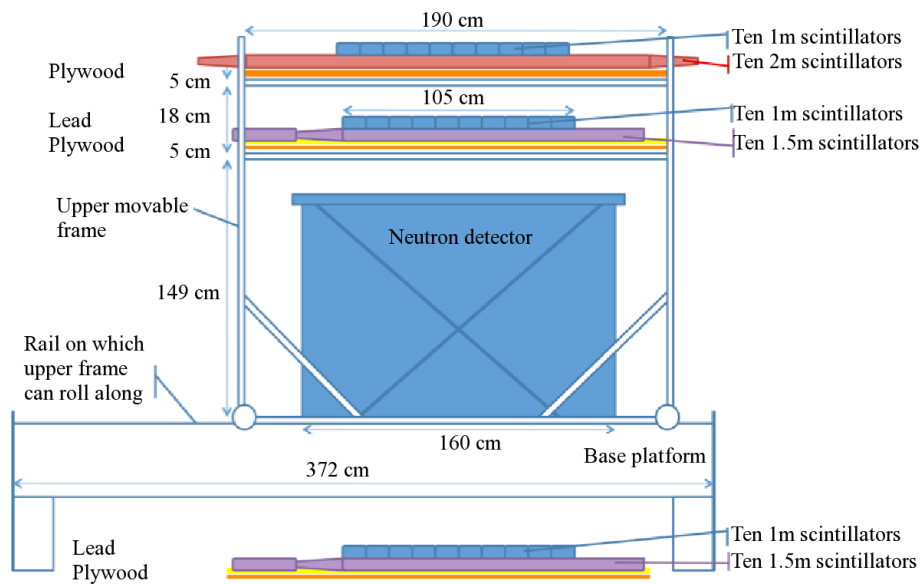 190 cm
Ten 1m scintillators
Ten 2m scintillators
Plywood
5 cm
105 cm
18 cm
Ten 1m scintillators
Lead
Plywood
5 cm
Ten 1.5m scintillators
Upper movable
frame
Neutron detector
149 cm
Rail on which
upper frame
can roll along
160 cm
Base platform
372 cm
Ten 1m scintillators
Lead
Plywood
Ten 1.5m scintillators